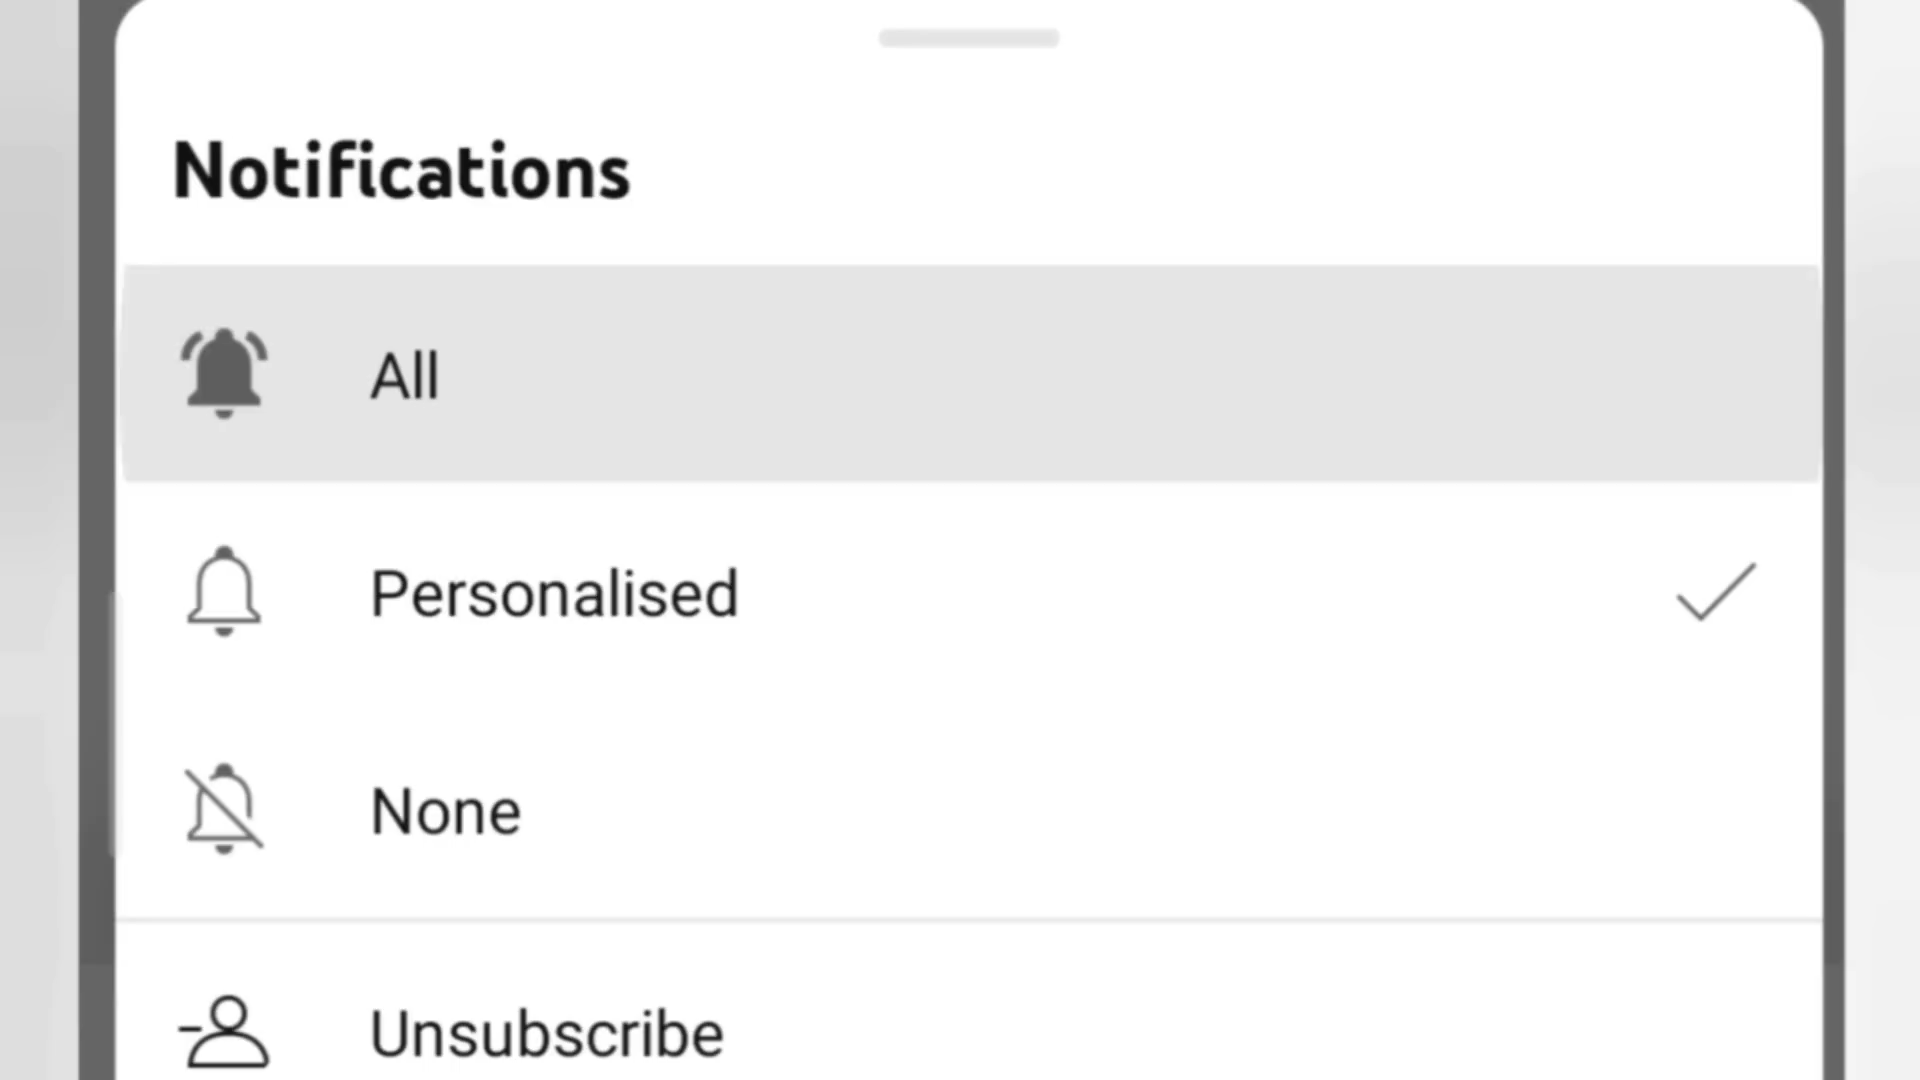 Notifications
All
Personalised
None
Unsubscribe